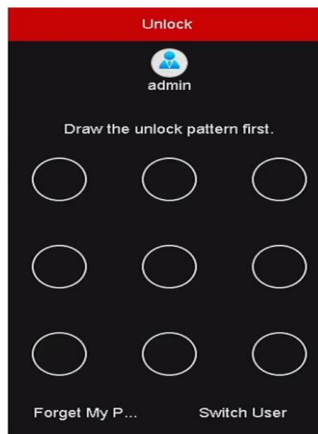 Unlock
admin
Draw the unlock pattern first.
Forget My P...
Switch User